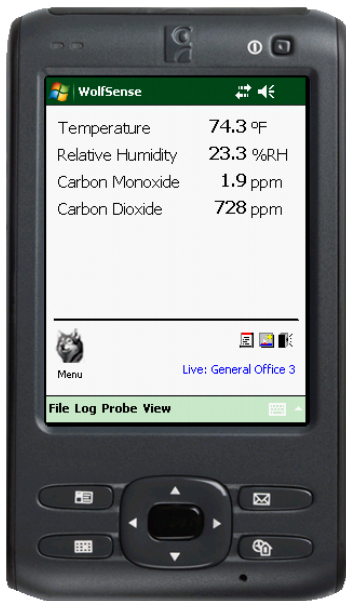 WolfSense
Temperature 74.3 °F
Relative Humidity 23.3 %RH
Carbon Monoxide 1.9 ppm
Carbon Dioxide 728 ppm
Menu
Live: General Office 3
File Log Probe View